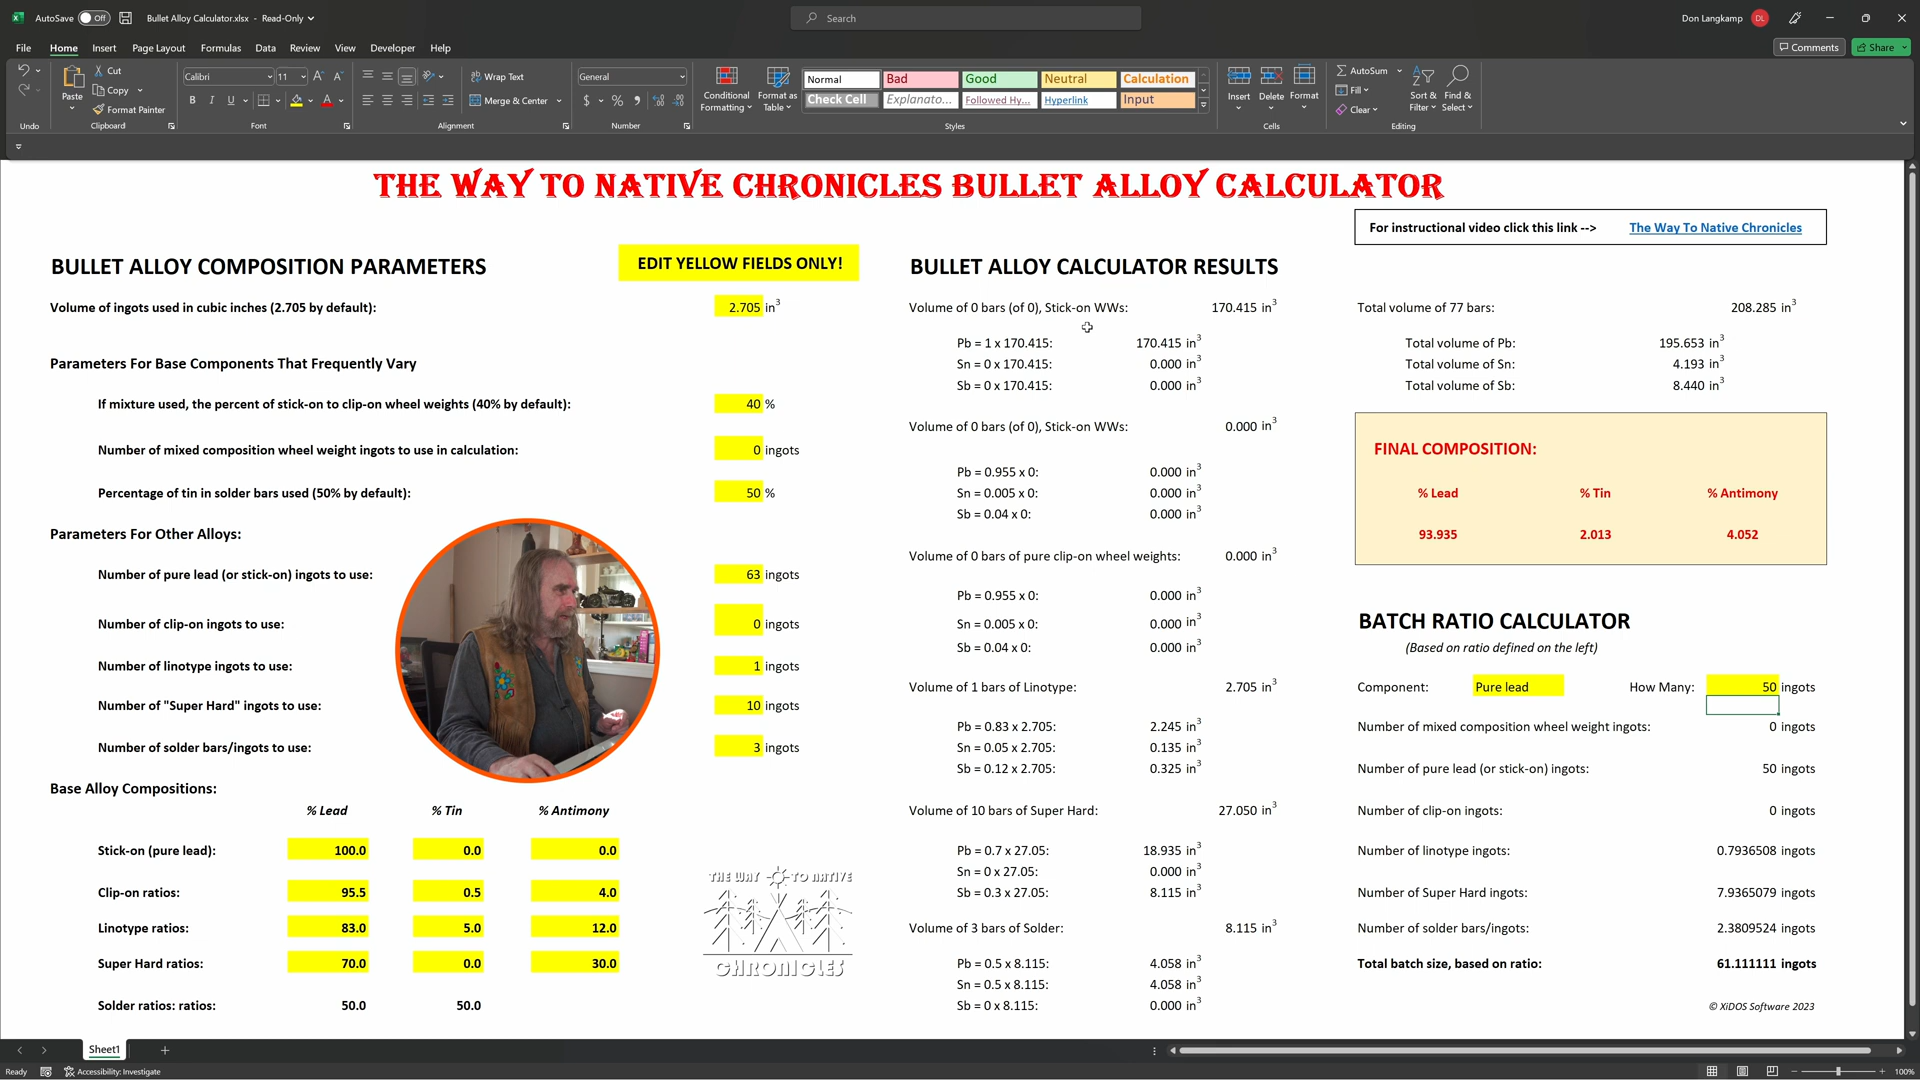 AutoSave Off Bullet Alloy Calculator.xlsx - Read-Only Search Don Langkamp DL
File Home Insert Page Layout Formulas Data Review View Developer Help Comments Share
Paste Cut Copy Format Painter
Calibri 11 A A
B I U A
Wrap Text
Merge & Center
General
$ %
Conditional Formatting
Format as Table
Normal Bad Good Neutral Calculation
Check Cell Explanato... Followed Hy... Hyperlink Input
Insert Delete Format
AutoSum
Fill
Clear
Sort & Filter
Find & Select
Undo Clipboard Font Alignment Number Styles Cells Editing
THE WAY TO NATIVE CHRONICLES BULLET ALLOY CALCULATOR
For instructional video click this link --> The Way To Native Chronicles
BULLET ALLOY COMPOSITION PARAMETERS
EDIT YELLOW FIELDS ONLY!
Volume of ingots used in cubic inches (2.705 by default): 2.705 in3
Parameters For Base Components That Frequently Vary
If mixture used, the percent of stick-on to clip-on wheel weights (40% by default): 40 %
Number of mixed composition wheel weight ingots to use in calculation: 0 ingots
Percentage of tin in solder bars used (50% by default): 50 %
Parameters For Other Alloys:
Number of pure lead (or stick-on) ingots to use: 63 ingots
Number of clip-on ingots to use: 0 ingots
Number of linotype ingots to use: 1 ingots
Number of "Super Hard" ingots to use: 10 ingots
Number of solder bars/ingots to use: 3 ingots
Base Alloy Compositions:
% Lead % Tin % Antimony
Stick-on (pure lead): 100.0 0.0 0.0
Clip-on ratios: 95.5 0.5 4.0
Linotype ratios: 83.0 5.0 12.0
Super Hard ratios: 70.0 0.0 30.0
Solder ratios: ratios: 50.0 50.0
THE WAY TO NATIVE
CHRONICLES
BULLET ALLOY CALCULATOR RESULTS
Volume of 0 bars (of 0), Stick-on WWs: 170.415 in3
Pb = 1 x 170.415: 170.415 in3
Sn = 0 x 170.415: 0.000 in3
Sb = 0 x 170.415: 0.000 in3
Volume of 0 bars (of 0), Stick-on WWs: 0.000 in3
Pb = 0.955 x 0: 0.000 in3
Sn = 0.005 x 0: 0.000 in3
Sb = 0.04 x 0: 0.000 in3
Volume of 0 bars of pure clip-on wheel weights: 0.000 in3
Pb = 0.955 x 0: 0.000 in3
Sn = 0.005 x 0: 0.000 in3
Sb = 0.04 x 0: 0.000 in3
Volume of 1 bars of Linotype: 2.705 in3
Pb = 0.83 x 2.705: 2.245 in3
Sn = 0.05 x 2.705: 0.135 in3
Sb = 0.12 x 2.705: 0.325 in3
Volume of 10 bars of Super Hard: 27.050 in3
Pb = 0.7 x 27.05: 18.935 in3
Sn = 0 x 27.05: 0.000 in3
Sb = 0.3 x 27.05: 8.115 in3
Volume of 3 bars of Solder: 8.115 in3
Pb = 0.5 x 8.115: 4.058 in3
Sn = 0.5 x 8.115: 4.058 in3
Sb = 0 x 8.115: 0.000 in3
Total volume of 77 bars: 208.285 in3
Total volume of Pb: 195.653 in3
Total volume of Sn: 4.193 in3
Total volume of Sb: 8.440 in3
FINAL COMPOSITION:
% Lead % Tin % Antimony
93.935 2.013 4.052
BATCH RATIO CALCULATOR
(Based on ratio defined on the left)
Component: Pure lead How Many: 50 ingots
Number of mixed composition wheel weight ingots: 0 ingots
Number of pure lead (or stick-on) ingots: 50 ingots
Number of clip-on ingots: 0 ingots
Number of linotype ingots: 0.7936508 ingots
Number of Super Hard ingots: 7.9365079 ingots
Number of solder bars/ingots: 2.3809524 ingots
Total batch size, based on ratio: 61.111111 ingots
© XiDOS Software 2023
Sheet1
Ready Accessibility: Investigate 100%